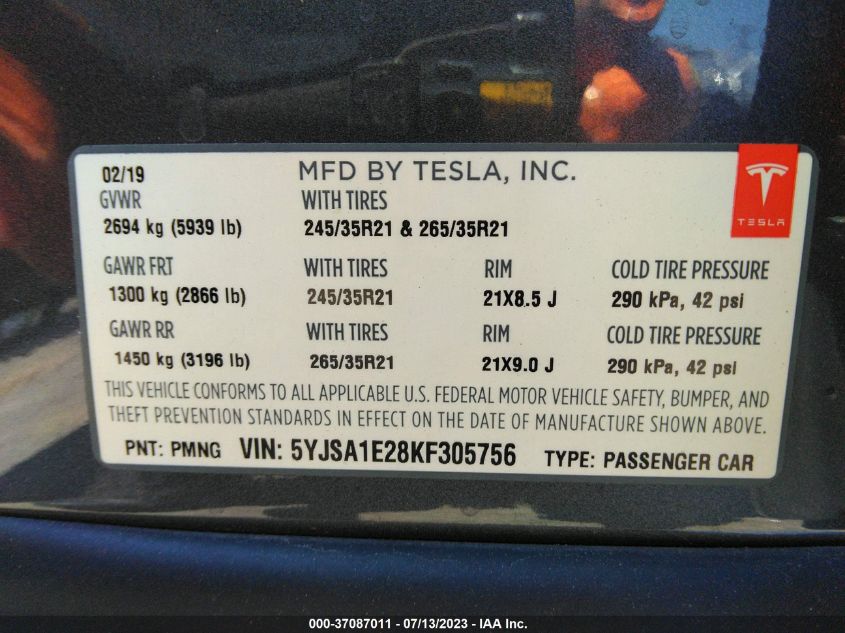 02/19 MFD BY TESLA, INC.
TESLA
GVWR WITH TIRES
2694 kg (5939 lb) 245/35R21 & 265/35R21
GAWR FRT WITH TIRES RIM COLD TIRE PRESSURE
1300 kg (2866 lb) 245/35R21 21X8.5 J 290 kPa, 42 psi
GAWR RR WITH TIRES RIM COLD TIRE PRESSURE
1450 kg (3196 lb) 265/35R21 21X9.0 J 290 kPa, 42 psi
THIS VEHICLE CONFORMS TO ALL APPLICABLE U.S. FEDERAL MOTOR VEHICLE SAFETY, BUMPER, AND
THEFT PREVENTION STANDARDS IN EFFECT ON THE DATE OF MANUFACTURE SHOWN ABOVE.
PNT: PMNG VIN: 5YJSA1E28KF305756 TYPE: PASSENGER CAR
000-37087011 - 07/13/2023 - IAA Inc.